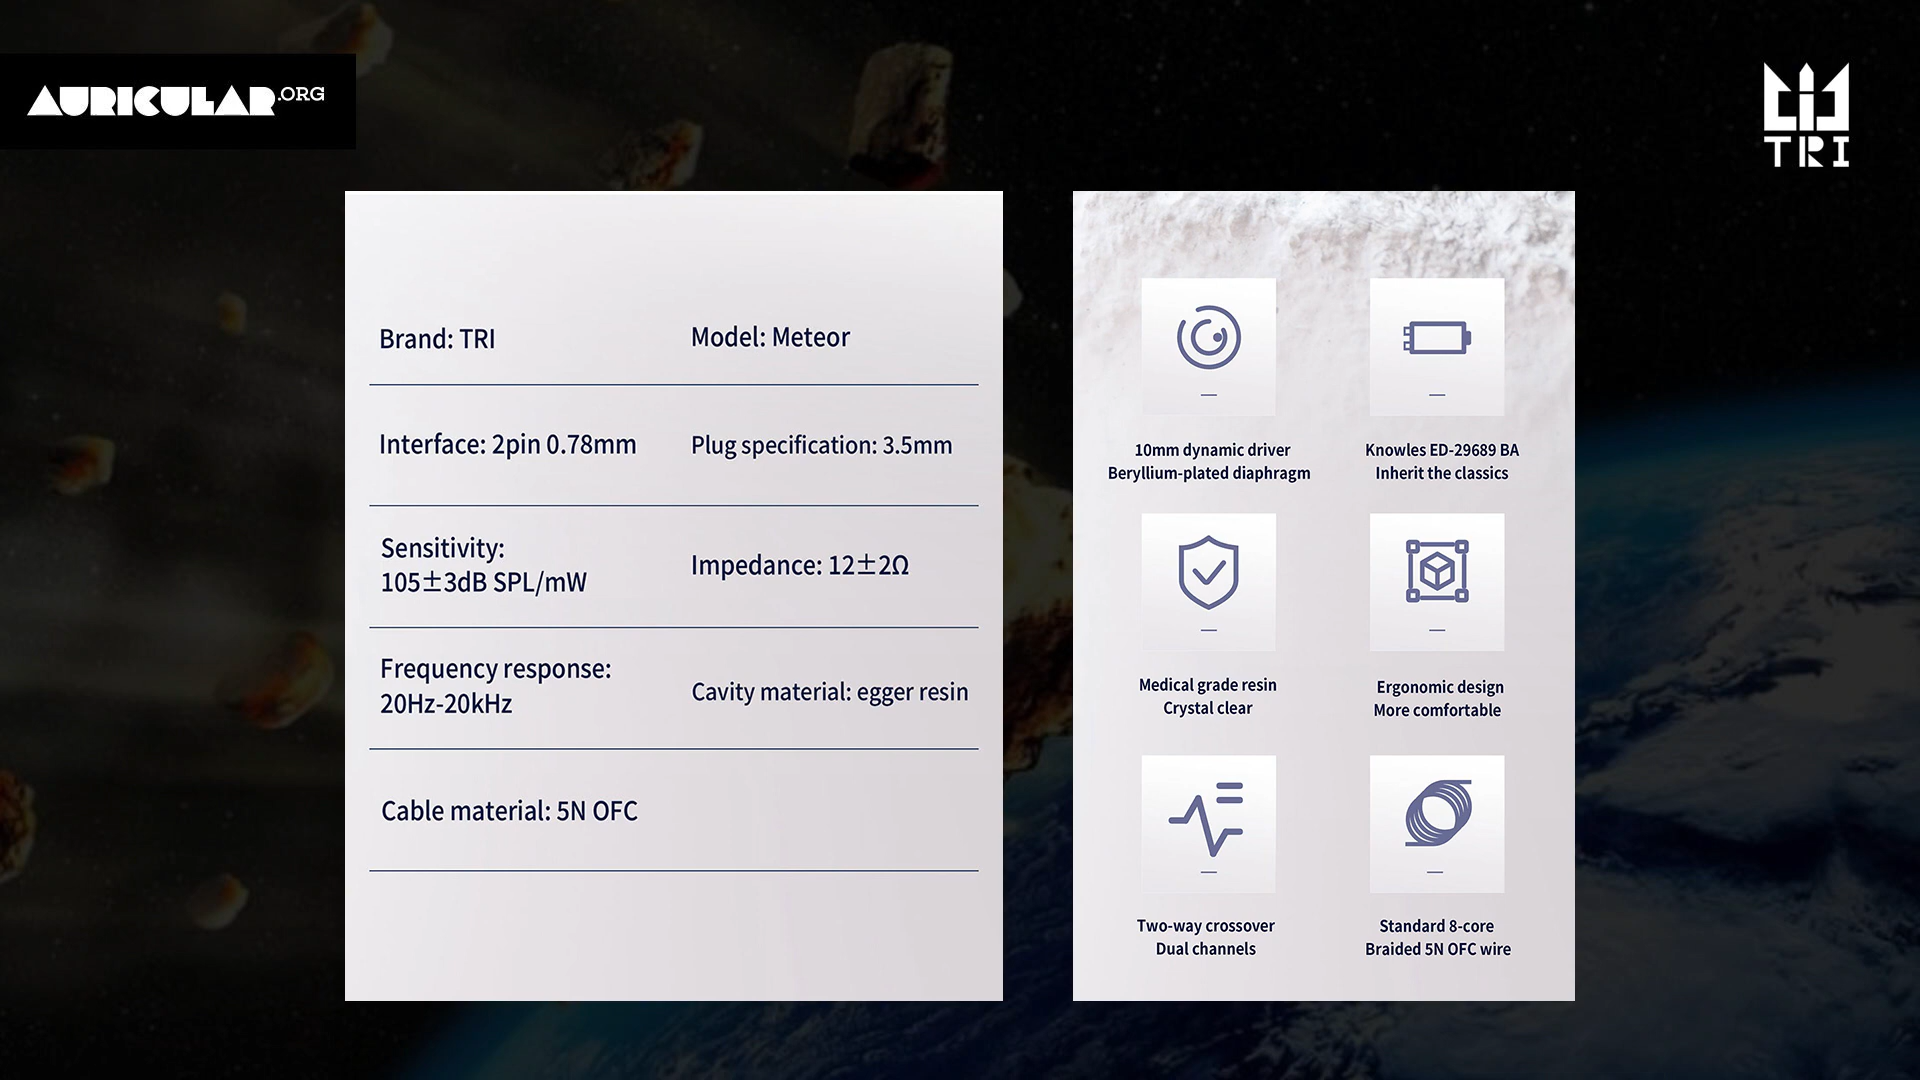 AURICULAR.ORG
TRI
Brand: TRI
Model: Meteor
Interface: 2pin 0.78mm
Plug specification: 3.5mm
Sensitivity:
105±3dB SPL/mW
Impedance: 12±2Ω
Frequency response:
20Hz-20kHz
Cavity material: egger resin
Cable material: 5N OFC
10mm dynamic driver
Beryllium-plated diaphragm
Knowles ED-29689 BA
Inherit the classics
Medical grade resin
Crystal clear
Ergonomic design
More comfortable
Two-way crossover
Dual channels
Standard 8-core
Braided 5N OFC wire